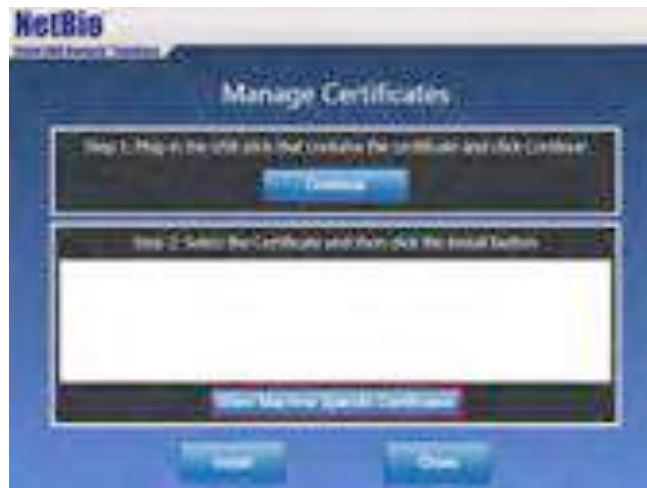 NetBio
Manage Certificates
Step 1: Plug in the USB stick that contains the certificate and click Continue
Continue
Step 2: Select the Certificate and then click the Install button
Machine Specific Certificates
Install
Close